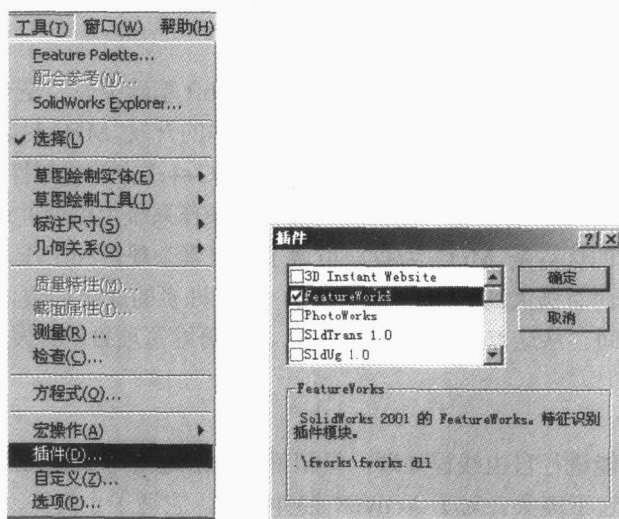 工具(T) 窗口(W) 帮助(H)
Feature Palette...
配合参考(N)...
SolidWorks Explorer...
选择(L)
草图绘制实体(E)
草图绘制工具(T)
标注尺寸(S)
几何关系(O)
质量特性(M)...
截面属性(I)...
测量(R) ...
检查(C)...
方程式(Q)...
宏操作(A)
插件(D)...
自定义(Z)...
选项(P)...
插件
3D Instant Website
FeatureWorks
PhotoWorks
SldTrans 1.0
SldUg 1.0
确定
取消
FeatureWorks
SolidWorks 2001 的 FeatureWorks。特征识别
插件模块。
.\fworks\fworks.dll